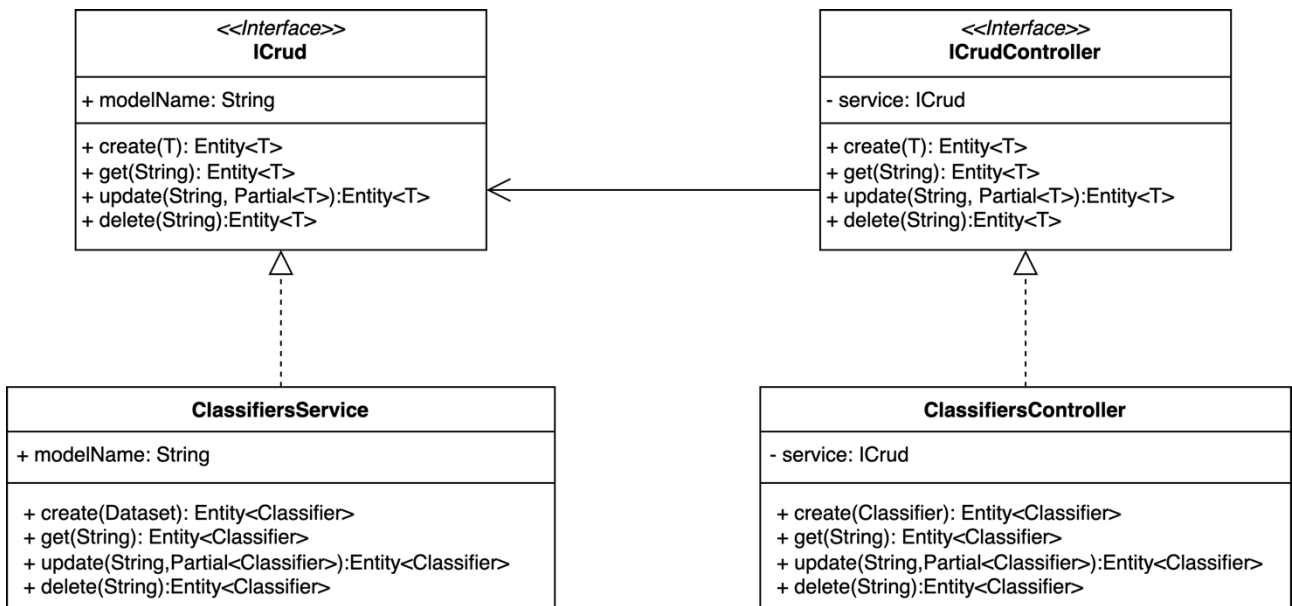 <<Interface>>
ICrud
+ modelName: String
+ create(T): Entity<T>
+ get(String): Entity<T>
+ update(String, Partial<T>):Entity<T>
+ delete(String):Entity<T>
<<Interface>>
ICrudController
- service: ICrud
+ create(T): Entity<T>
+ get(String): Entity<T>
+ update(String, Partial<T>):Entity<T>
+ delete(String):Entity<T>
ClassifiersService
+ modelName: String
+ create(Dataset): Entity<Classifier>
+ get(String): Entity<Classifier>
+ update(String,Partial<Classifier>):Entity<Classifier>
+ delete(String):Entity<Classifier>
ClassifiersController
- service: ICrud
+ create(Classifier): Entity<Classifier>
+ get(String): Entity<Classifier>
+ update(String,Partial<Classifier>):Entity<Classifier>
+ delete(String):Entity<Classifier>